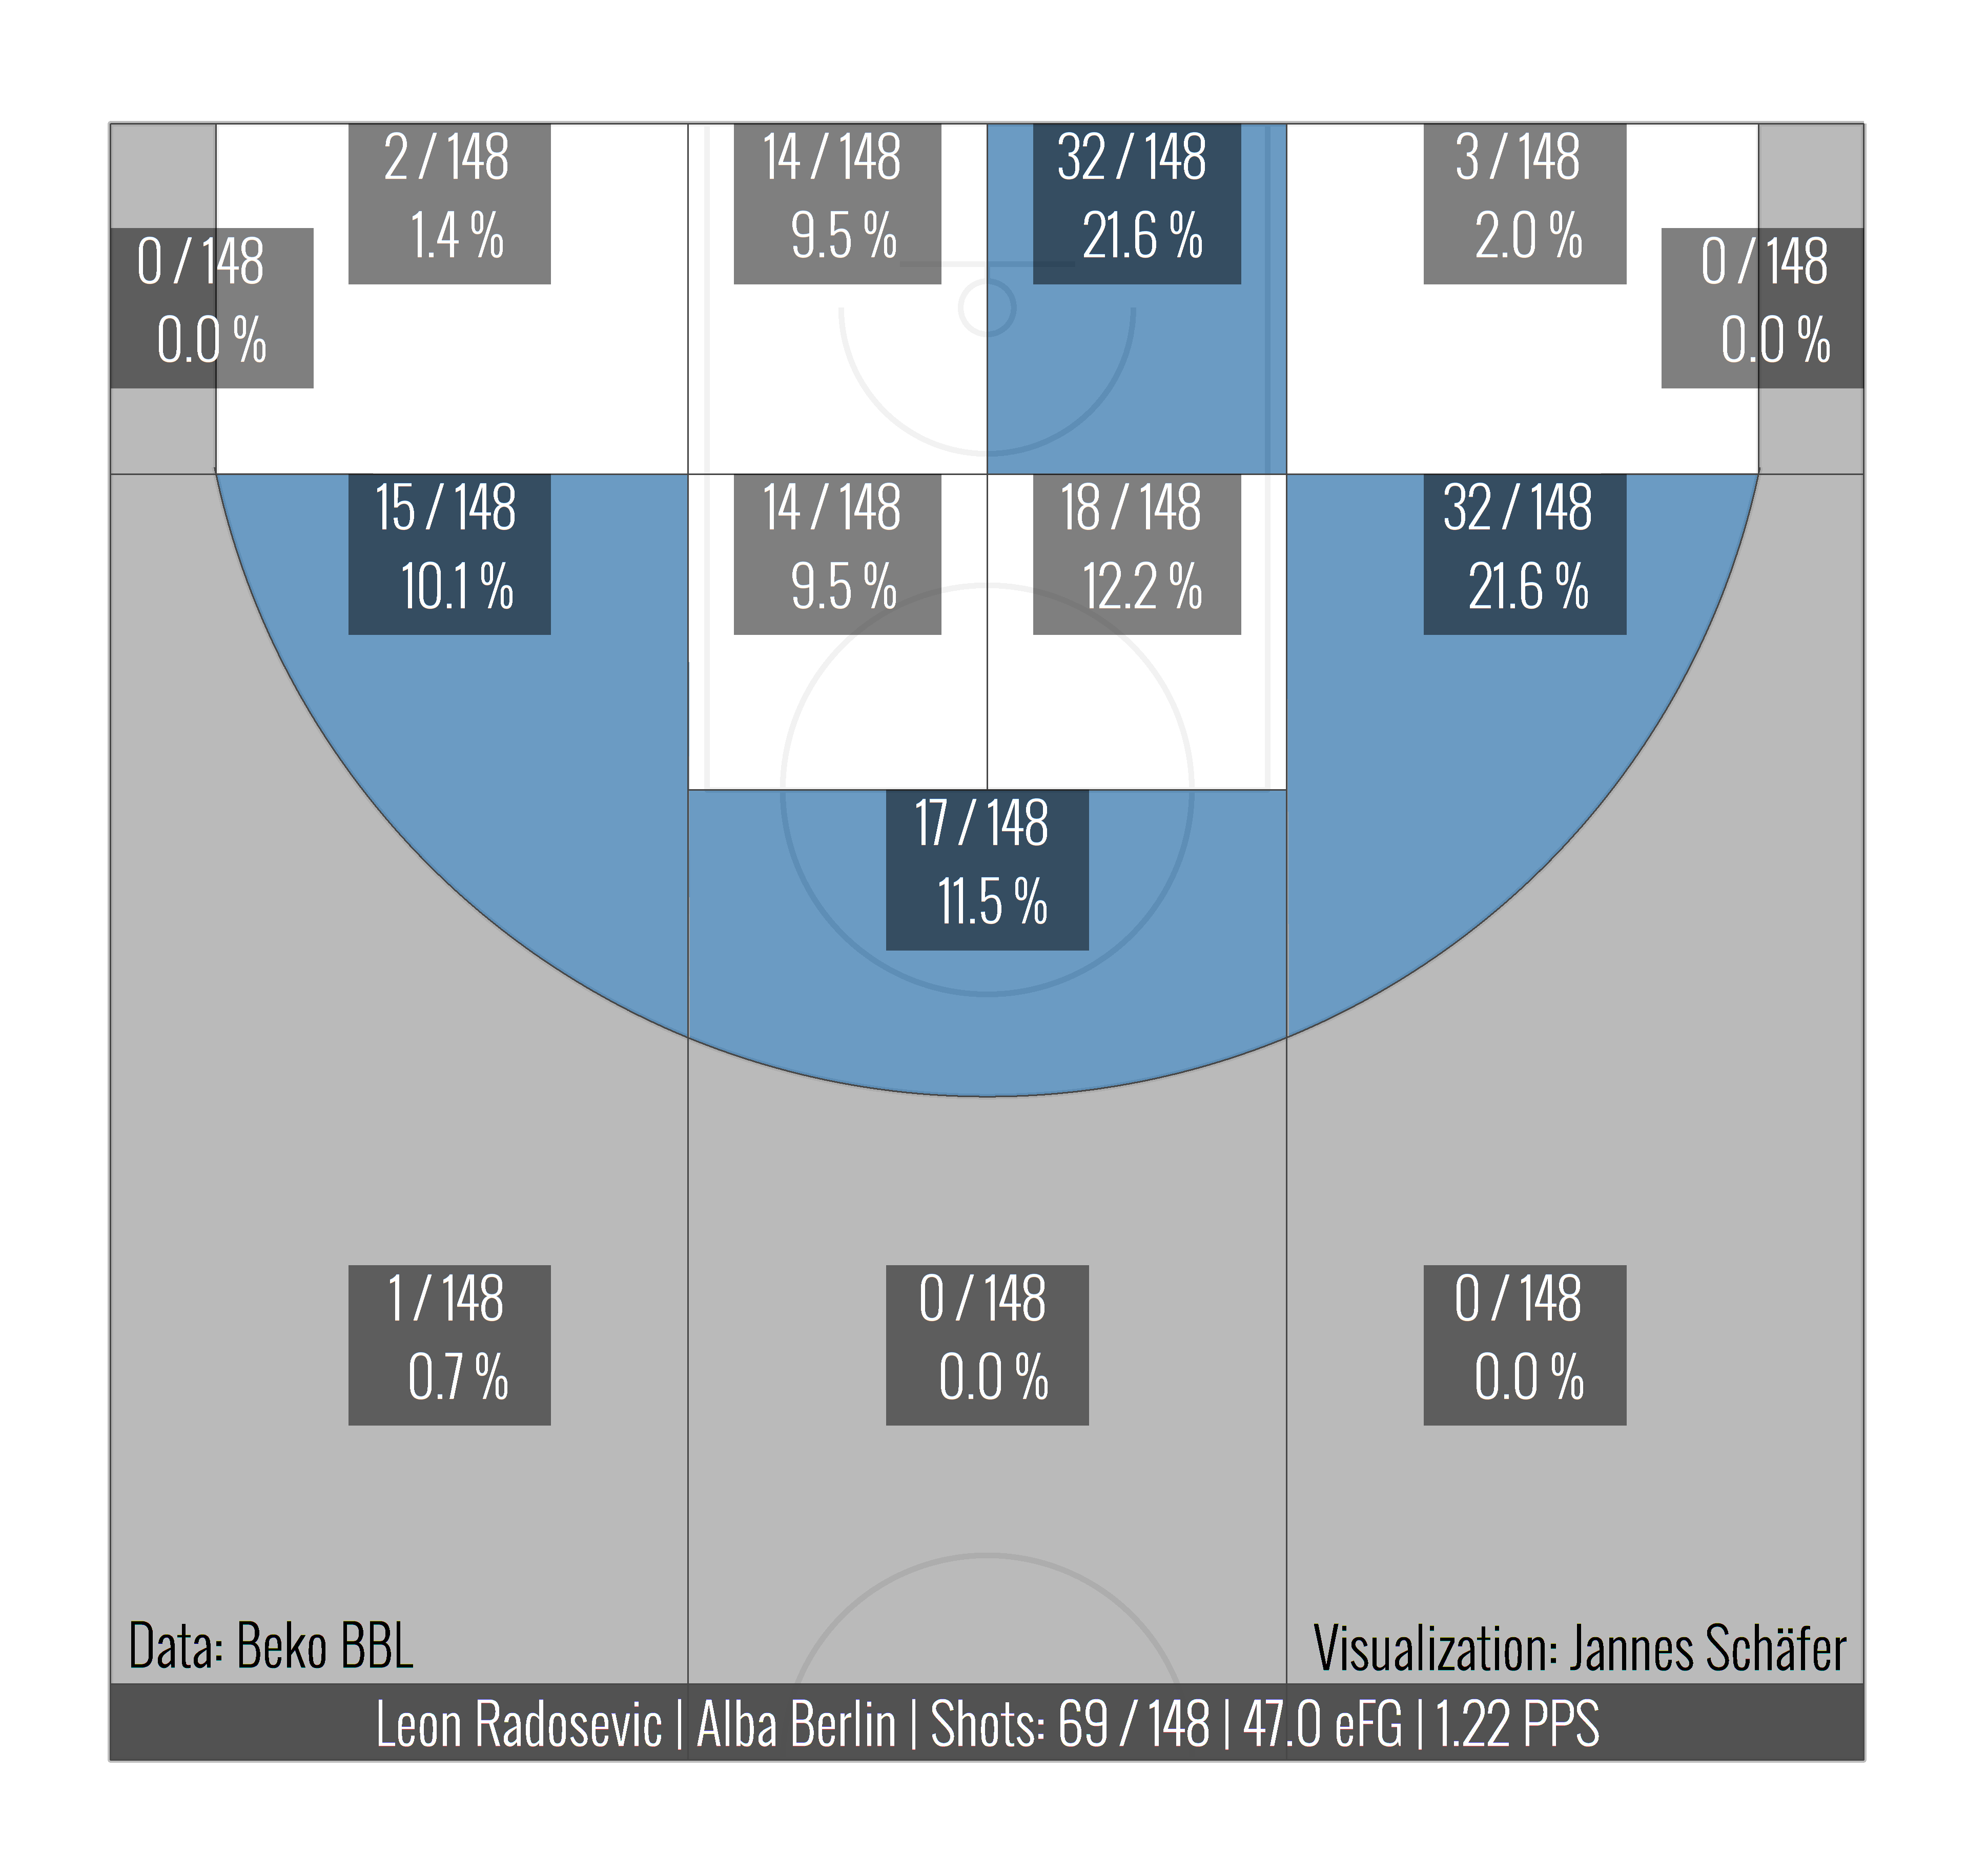 2 / 148
1.4 %
14 / 148
9.5 %
32 / 148
21.6 %
3 / 148
2.0 %
0 / 148
0.0 %
0 / 148
0.0 %
15 / 148
10.1 %
14 / 148
9.5 %
18 / 148
12.2 %
32 / 148
21.6 %
17 / 148
11.5 %
1 / 148
0.7 %
0 / 148
0.0 %
0 / 148
0.0 %
Data: Beko BBL
Visualization: Jannes Schäfer
Leon Radosevic | Alba Berlin | Shots: 69 / 148 | 47.0 eFG | 1.22 PPS